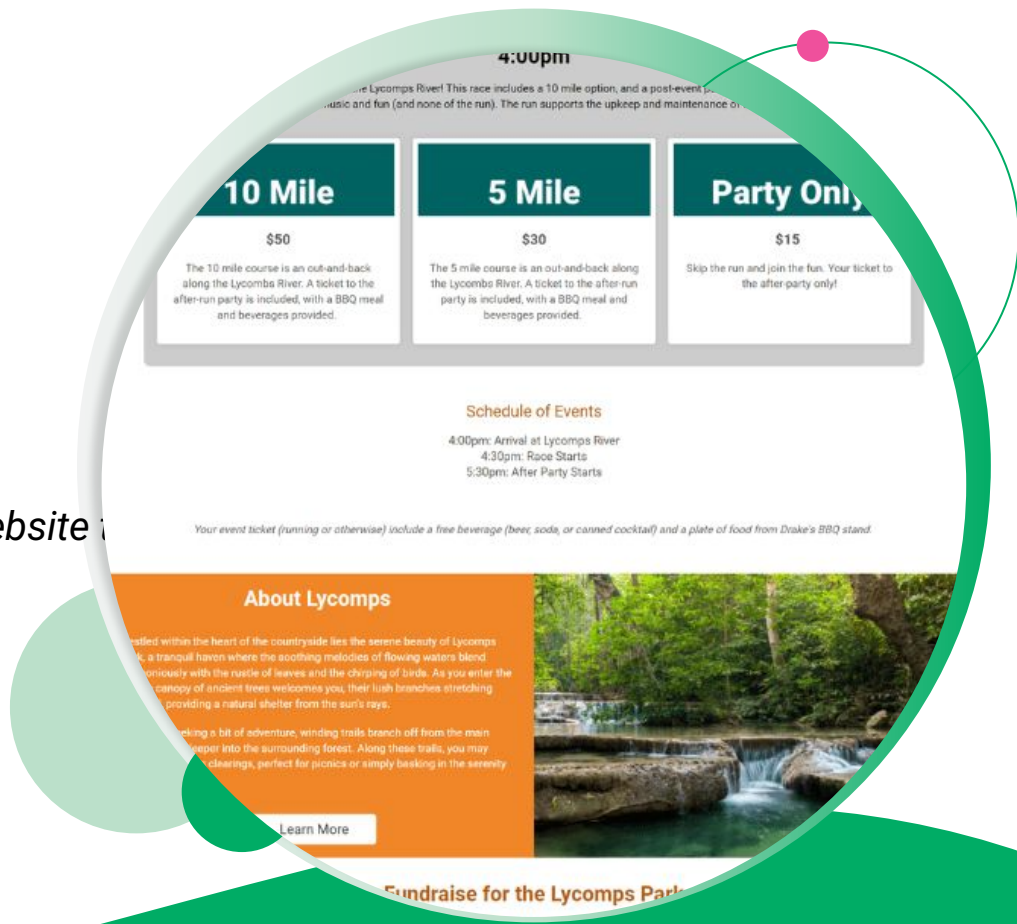 4:00pm
the Lycomps River! This race includes a 10 mile option, and a post-event
music and fun (and none of the run). The run supports the upkeep and maintenance of
10 Mile
$50
The 10 mile course is an out-and-back
along the Lycombs River. A ticket to the
after-run party is included, with a BBQ meal
and beverages provided.
5 Mile
$30
The 5 mile course is an out-and-back along
the Lycombs River. A ticket to the after-run
party is included, with a BBQ meal and
beverages provided.
Party Only
$15
Skip the run and join the fun. Your ticket to
the after-party only!
Schedule of Events
4:00pm: Arrival at Lycomps River
4:30pm: Race Starts
5:30pm: After Party Starts
ebsite
Your event ticket (running or otherwise) include a free beverage (beer, soda, or canned cocktail) and a plate of food from Drake's BBQ stand.
About Lycomps
estled within the heart of the countryside lies the serene beauty of Lycomps
a tranquil haven where the soothing melodies of flowing waters blend
oniously with the rustle of leaves and the chirping of birds. As you enter the
canopy of ancient trees welcomes you, their lush branches stretching
providing a natural shelter from the sun's rays.
eking a bit of adventure, winding trails branch off from the main
eeper into the surrounding forest. Along these trails, you may
clearings, perfect for picnics or simply basking in the serenity
Learn More
Fundraise for the Lycomps Park